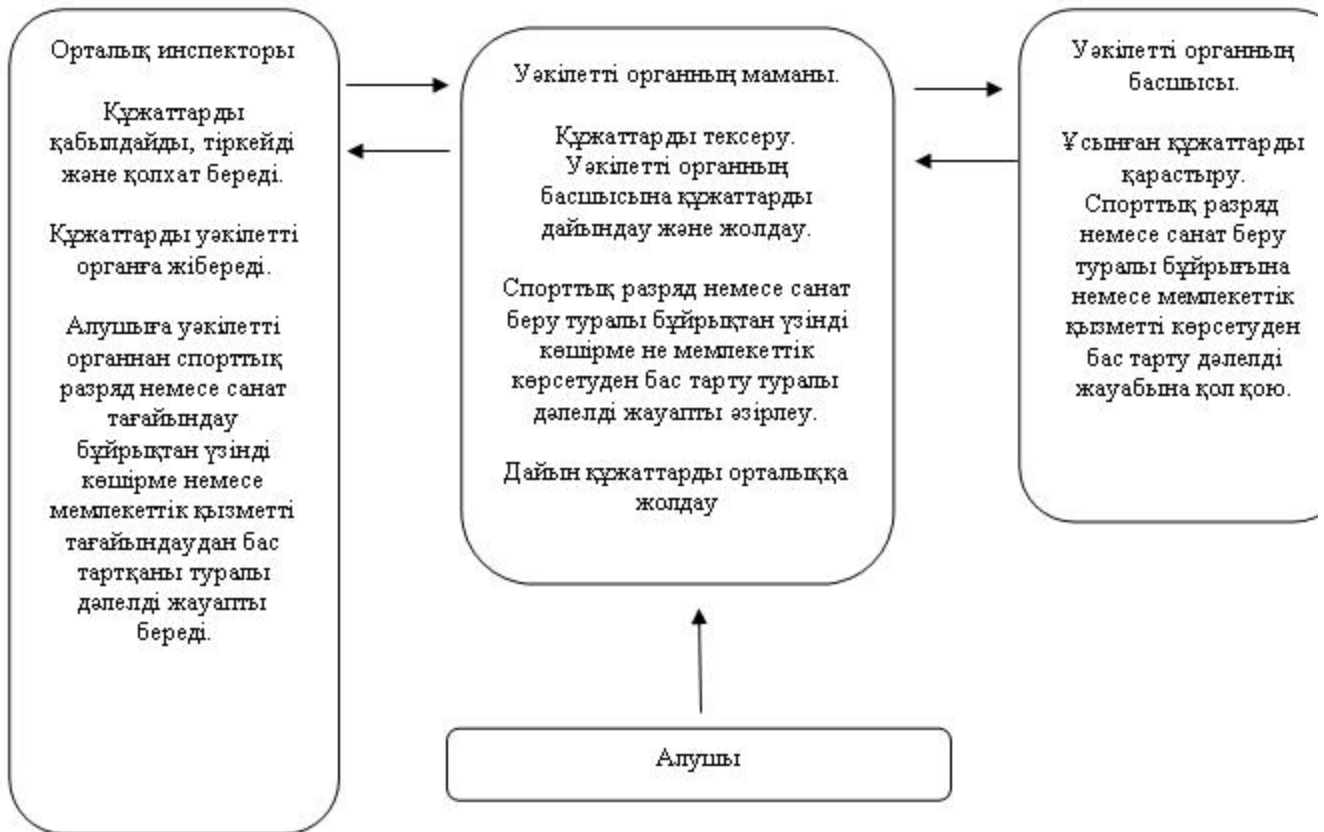 Орталық инспекторы
Құжаттарды
қабылдайды, тіркейді
және қолхат береді.
Құжаттарды уәкілетті
органға жібереді.
Алушыға уәкілетті
органнан спорттық
разряд немесе санат
тағайындау
бұйрықтан үзінді
көшірме немесе
мемлекеттік қызметті
тағайындаудан бас
тартқаны туралы
дәлелді жауапты
береді.
Уәкілетті органның маманы.
Құжаттарды тексеру.
Уәкілетті органның
басшысына құжаттарды
дайындау және жолдау.
Спорттық разряд немесе санат
беру туралы бұйрықтан үзінді
көшірме не мемлекеттік
көрсетуден бас тарту туралы
дәлелді жауапты әзірлеу.
Дайын құжаттарды орталыққа
жолдау
Уәкілетті органның
басшысы.
Ұсынған құжаттарды
қарастыру.
Спорттық разряд
немесе санат беру
туралы бұйрығына
немесе мемлекеттік
қызметті көрсетуден
бас тарту дәлелді
жауабына қол қою.
Алушы